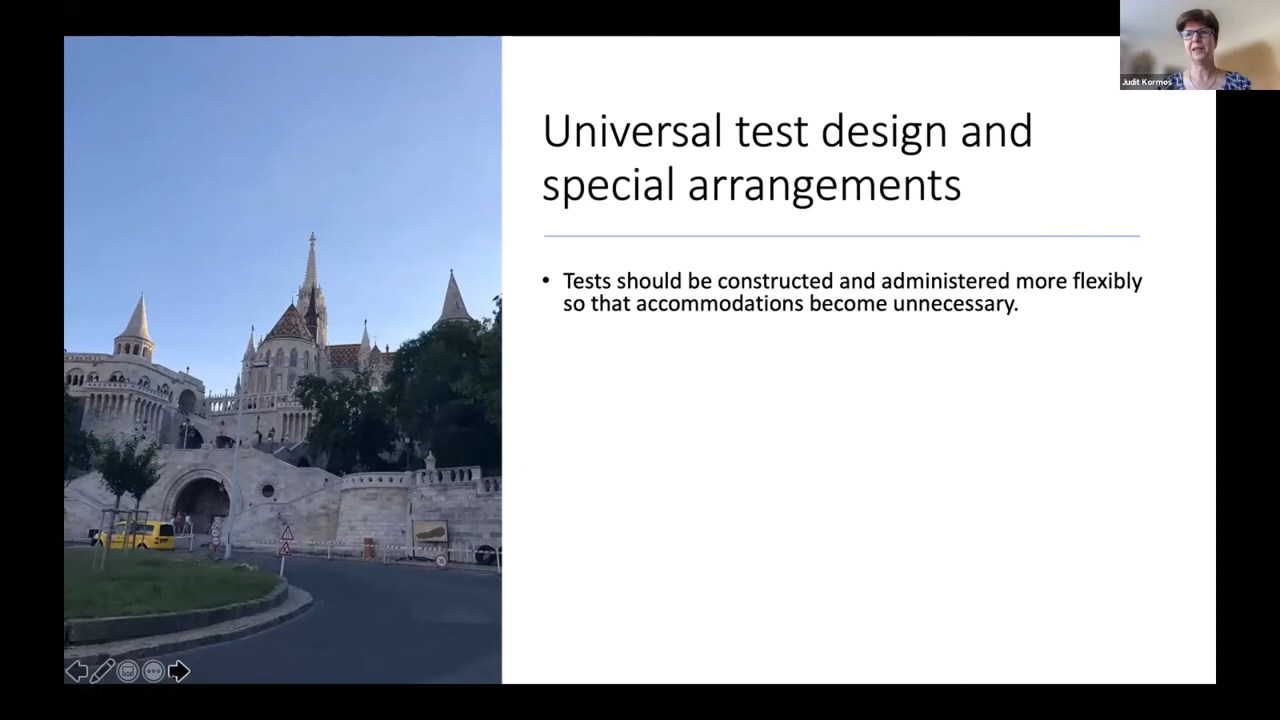 Judit Kormos
Universal test design and
special arrangements
• Tests should be constructed and administered more flexibly
so that accommodations become unnecessary.